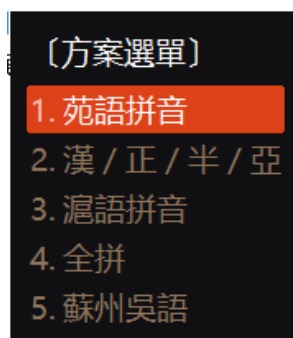 〔方案選單〕
1. 苑語拼音
2. 漢 / 正 / 半 / 亞
3. 滬語拼音
4. 全拼
5. 蘇州吳語